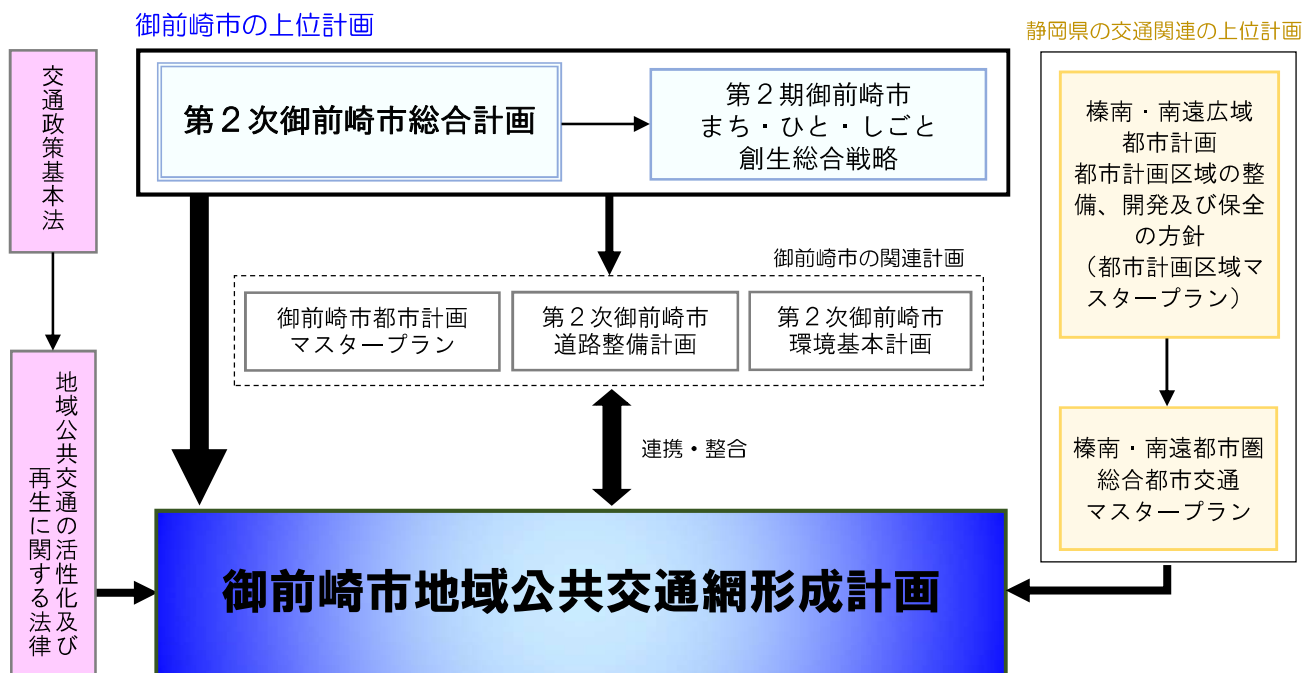 御前崎市の上位計画
静岡県の交通関連の上位計画
交通政策基本法
第２次御前崎市総合計画
第２期御前崎市
まち・ひと・しごと
創生総合戦略
榛南・南遠広域
都市計画
都市計画区域の整
備、開発及び保全
の方針
（都市計画区域マ
スタープラン）
御前崎市の関連計画
御前崎市都市計画
マスタープラン
第２次御前崎市
道路整備計画
第２次御前崎市
環境基本計画
地域公共交通の活性化及び
再生に関する法律
連携・整合
榛南・南遠都市圏
総合都市交通
マスタープラン
御前崎市地域公共交通網形成計画